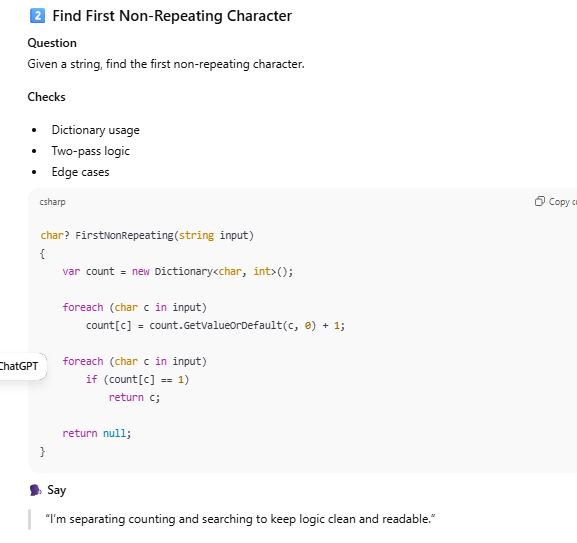 2 Find First Non-Repeating Character
Question
Given a string, find the first non-repeating character.
Checks
• Dictionary usage
• Two-pass logic
• Edge cases
csharp
Copy
char? FirstNonRepeating(string input)
{
    var count = new Dictionary<char, int>();
    foreach (char c in input)
        count[c] = count.GetValueOrDefault(c, 0) + 1;
    foreach (char c in input)
ChatGPT
        if (count[c] == 1)
            return c;
    return null;
}
Say
“I’m separating counting and searching to keep logic clean and readable.”